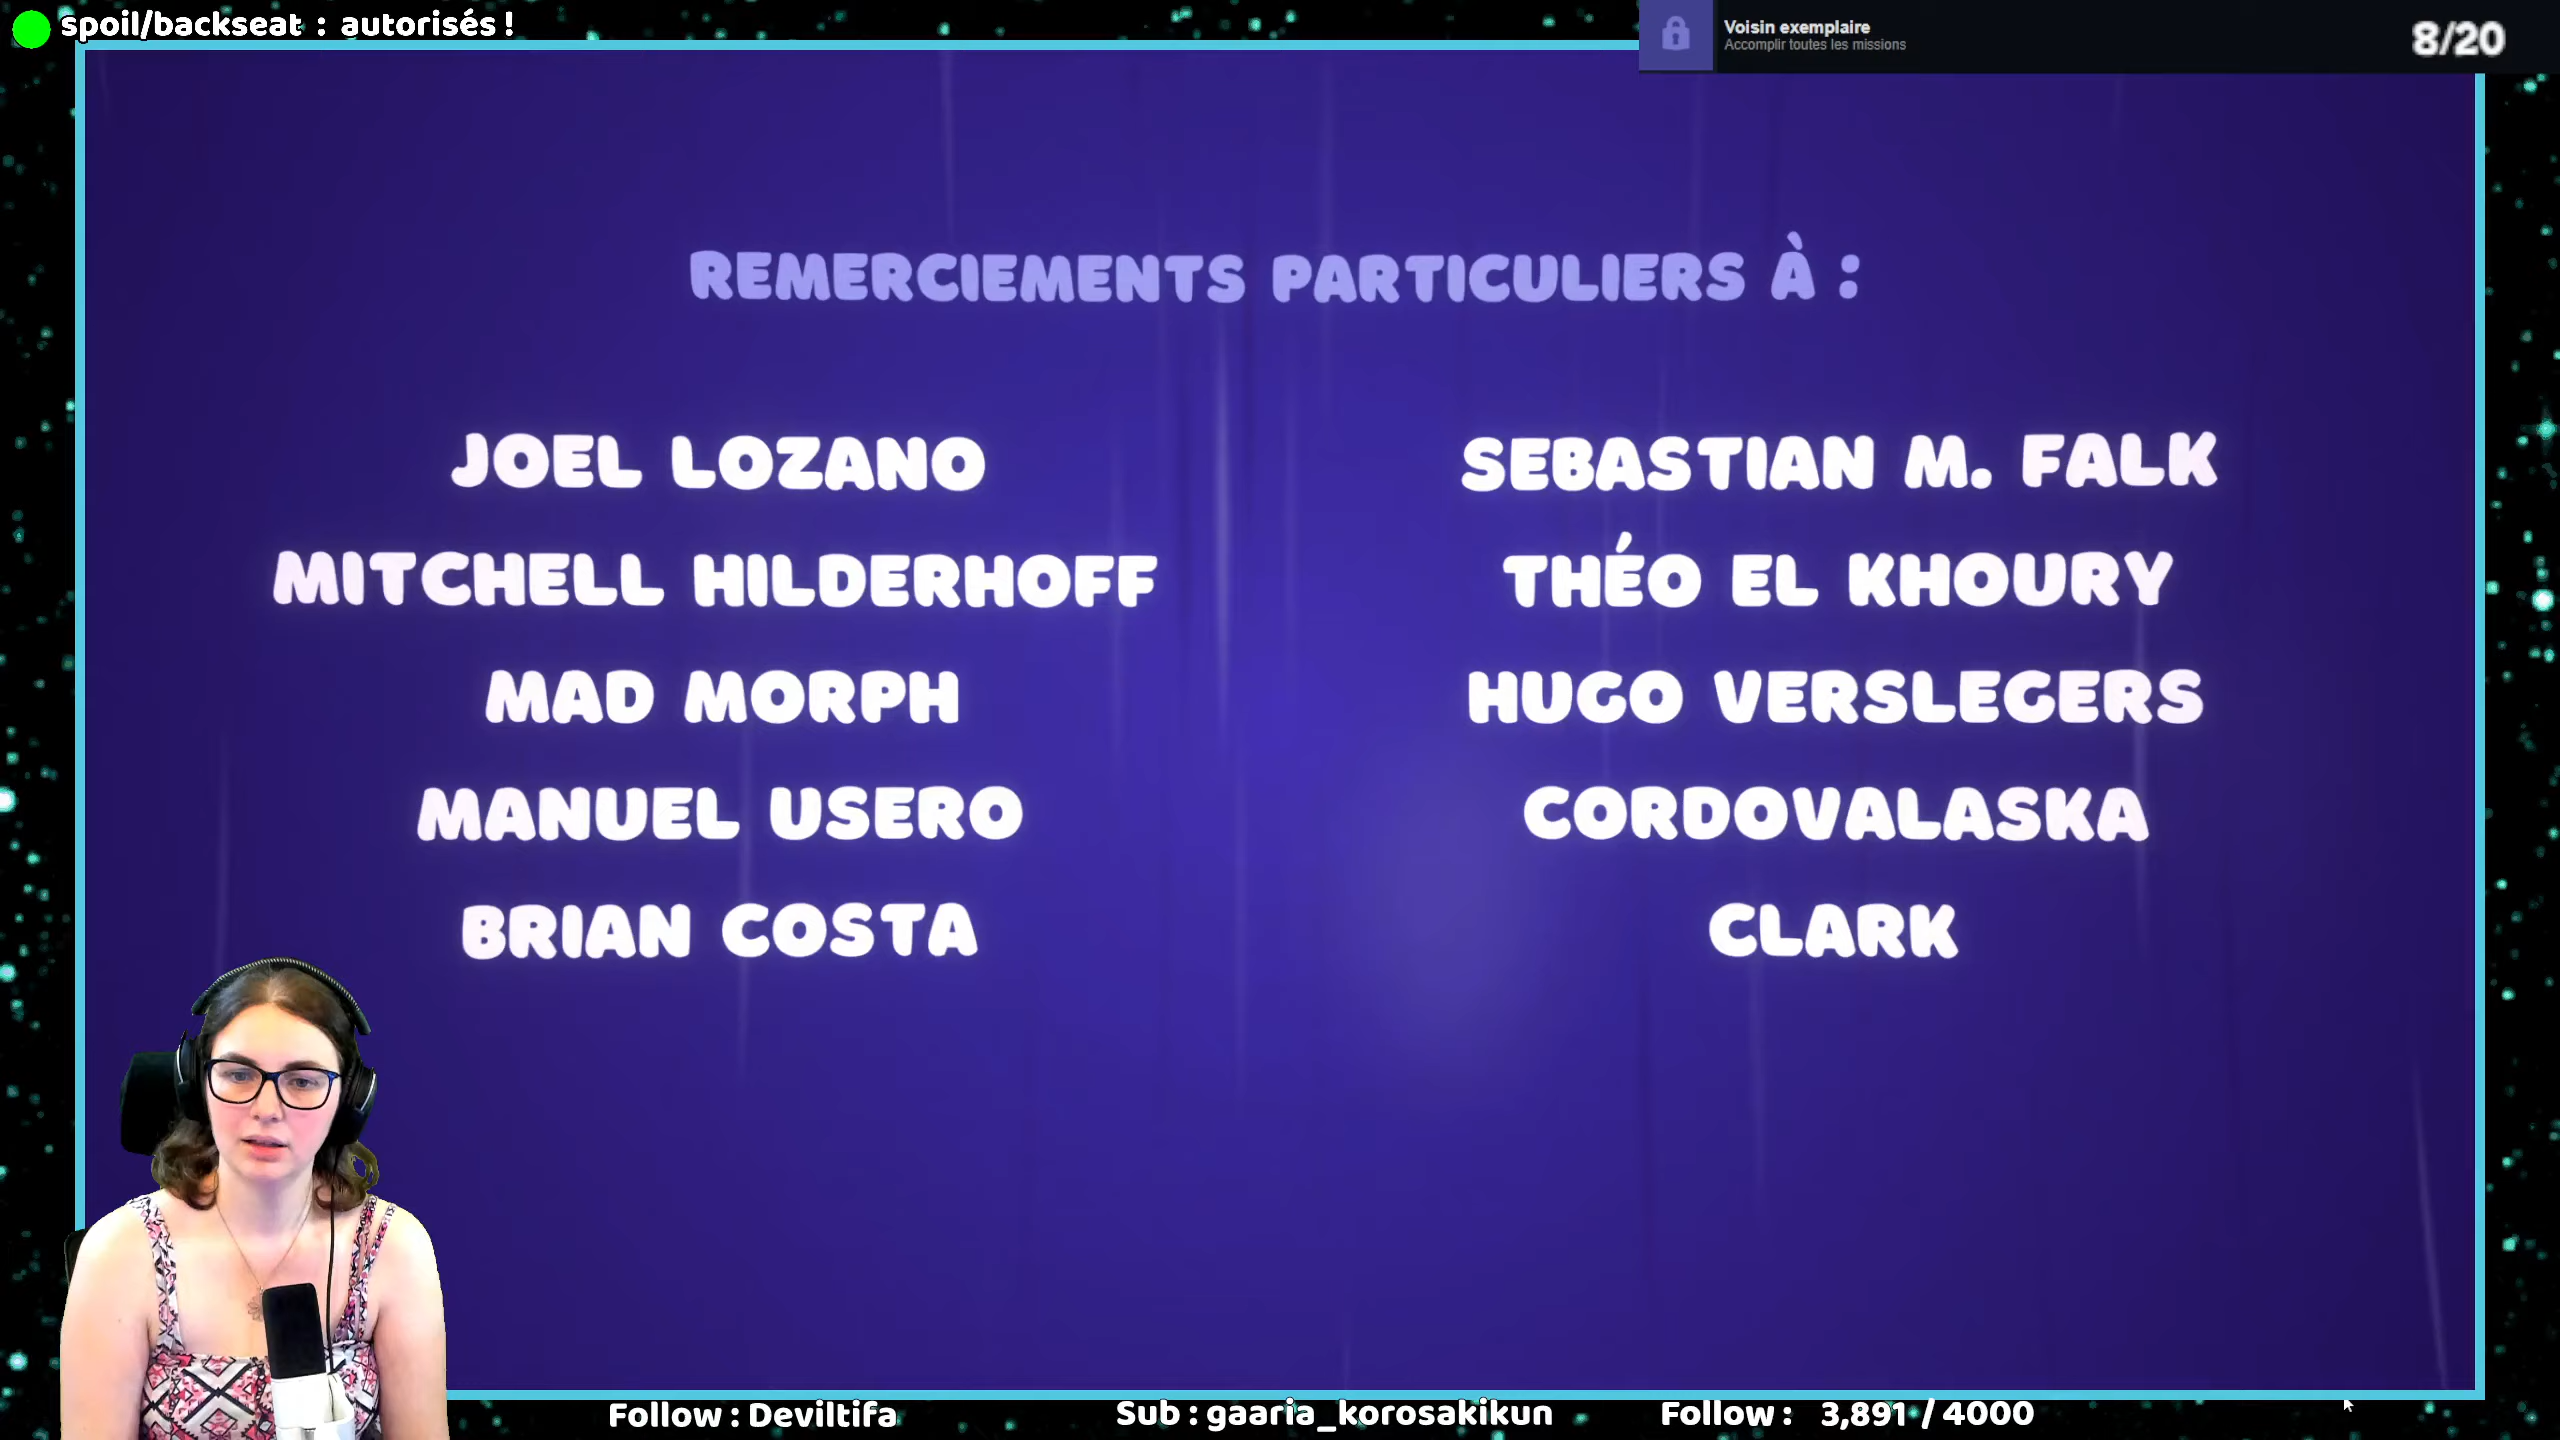 spoil/backseat : autorisés !
Voisin exemplaire
Accomplir toutes les missions
8/20
REMERCIEMENTS PARTICULIERS À :
JOEL LOZANO
SEBASTIAN M. FALK
MITCHELL HILDERHOFF
THÉO EL KHOURY
MAD MORPH
HUGO VERSLEGERS
MANUEL USERO
CORDOVALASKA
BRIAN COSTA
CLARK
Follow : Deviltifa
Sub : gaaria_korosakikun
Follow : 3,891 / 4000